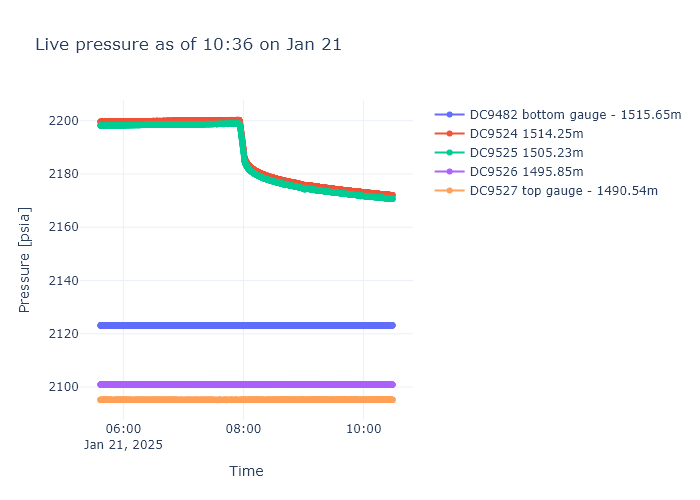 Live pressure as of 10:36 on Jan 21
DC9482 bottom gauge - 1515.65m
DC9524 1514.25m
DC9525 1505.23m
DC9526 1495.85m
DC9527 top gauge - 1490.54m
Pressure [psia]
2200
2180
2160
2140
2120
2100
06:00
08:00
10:00
Jan 21, 2025
Time